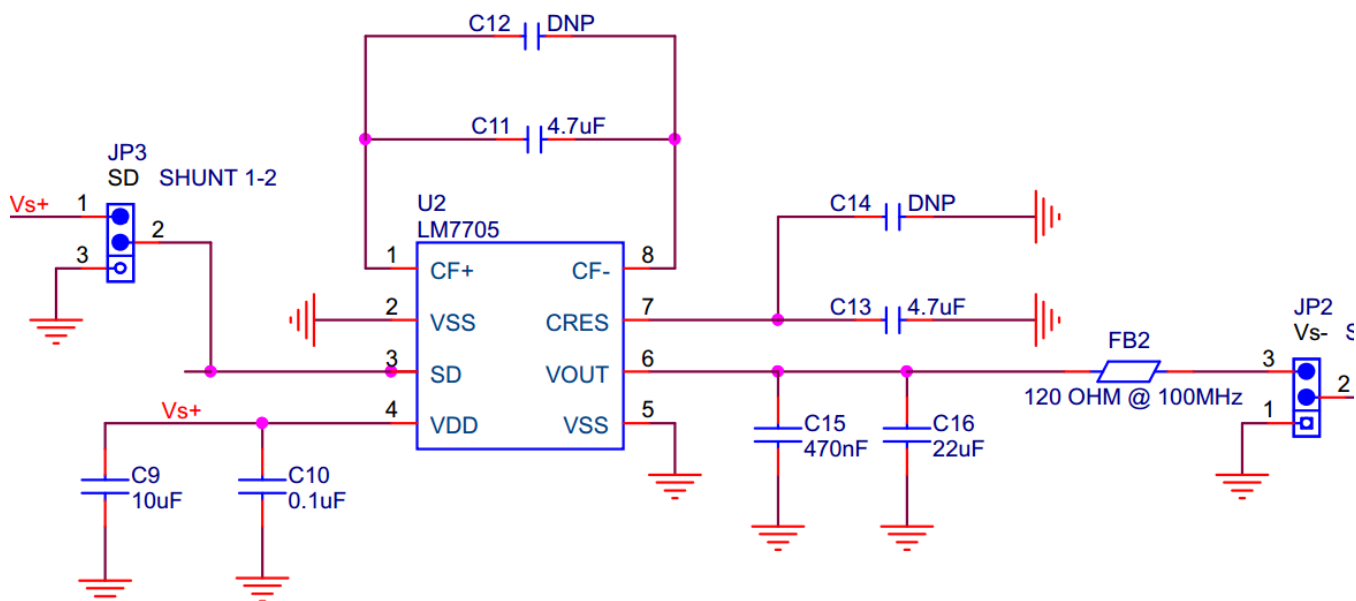 C12 DNP
C11 4.7uF
JP3
SD SHUNT 1-2
Vs+ 1
2
3
U2
LM7705
1 CF+ CF- 8
2 VSS CRES 7
3 SD VOUT 6
4 VDD VSS 5
C14 DNP
C13 4.7uF
JP2
Vs- S
FB2
120 OHM @ 100MHz
3
2
1
Vs+
C9
10uF
C10
0.1uF
C15
470nF
C16
22uF